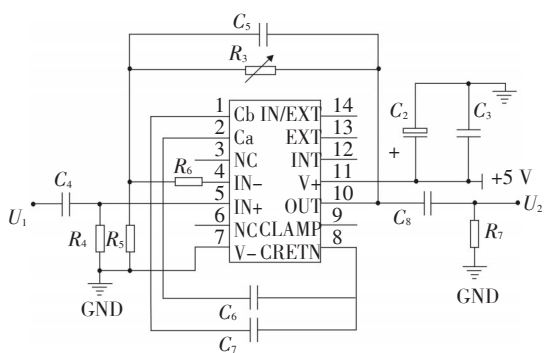 C5
R3
1 Cb IN/EXT 14
2 Ca EXT 13
3 NC INT 12
4 IN− V+ 11
5 IN+ OUT 10
6 NC CLAMP 9
7 V− CRETN 8
C2
C3
+
+5 V
R6
C4
U1
R4
R5
C8
U2
R7
GND
GND
C6
C7